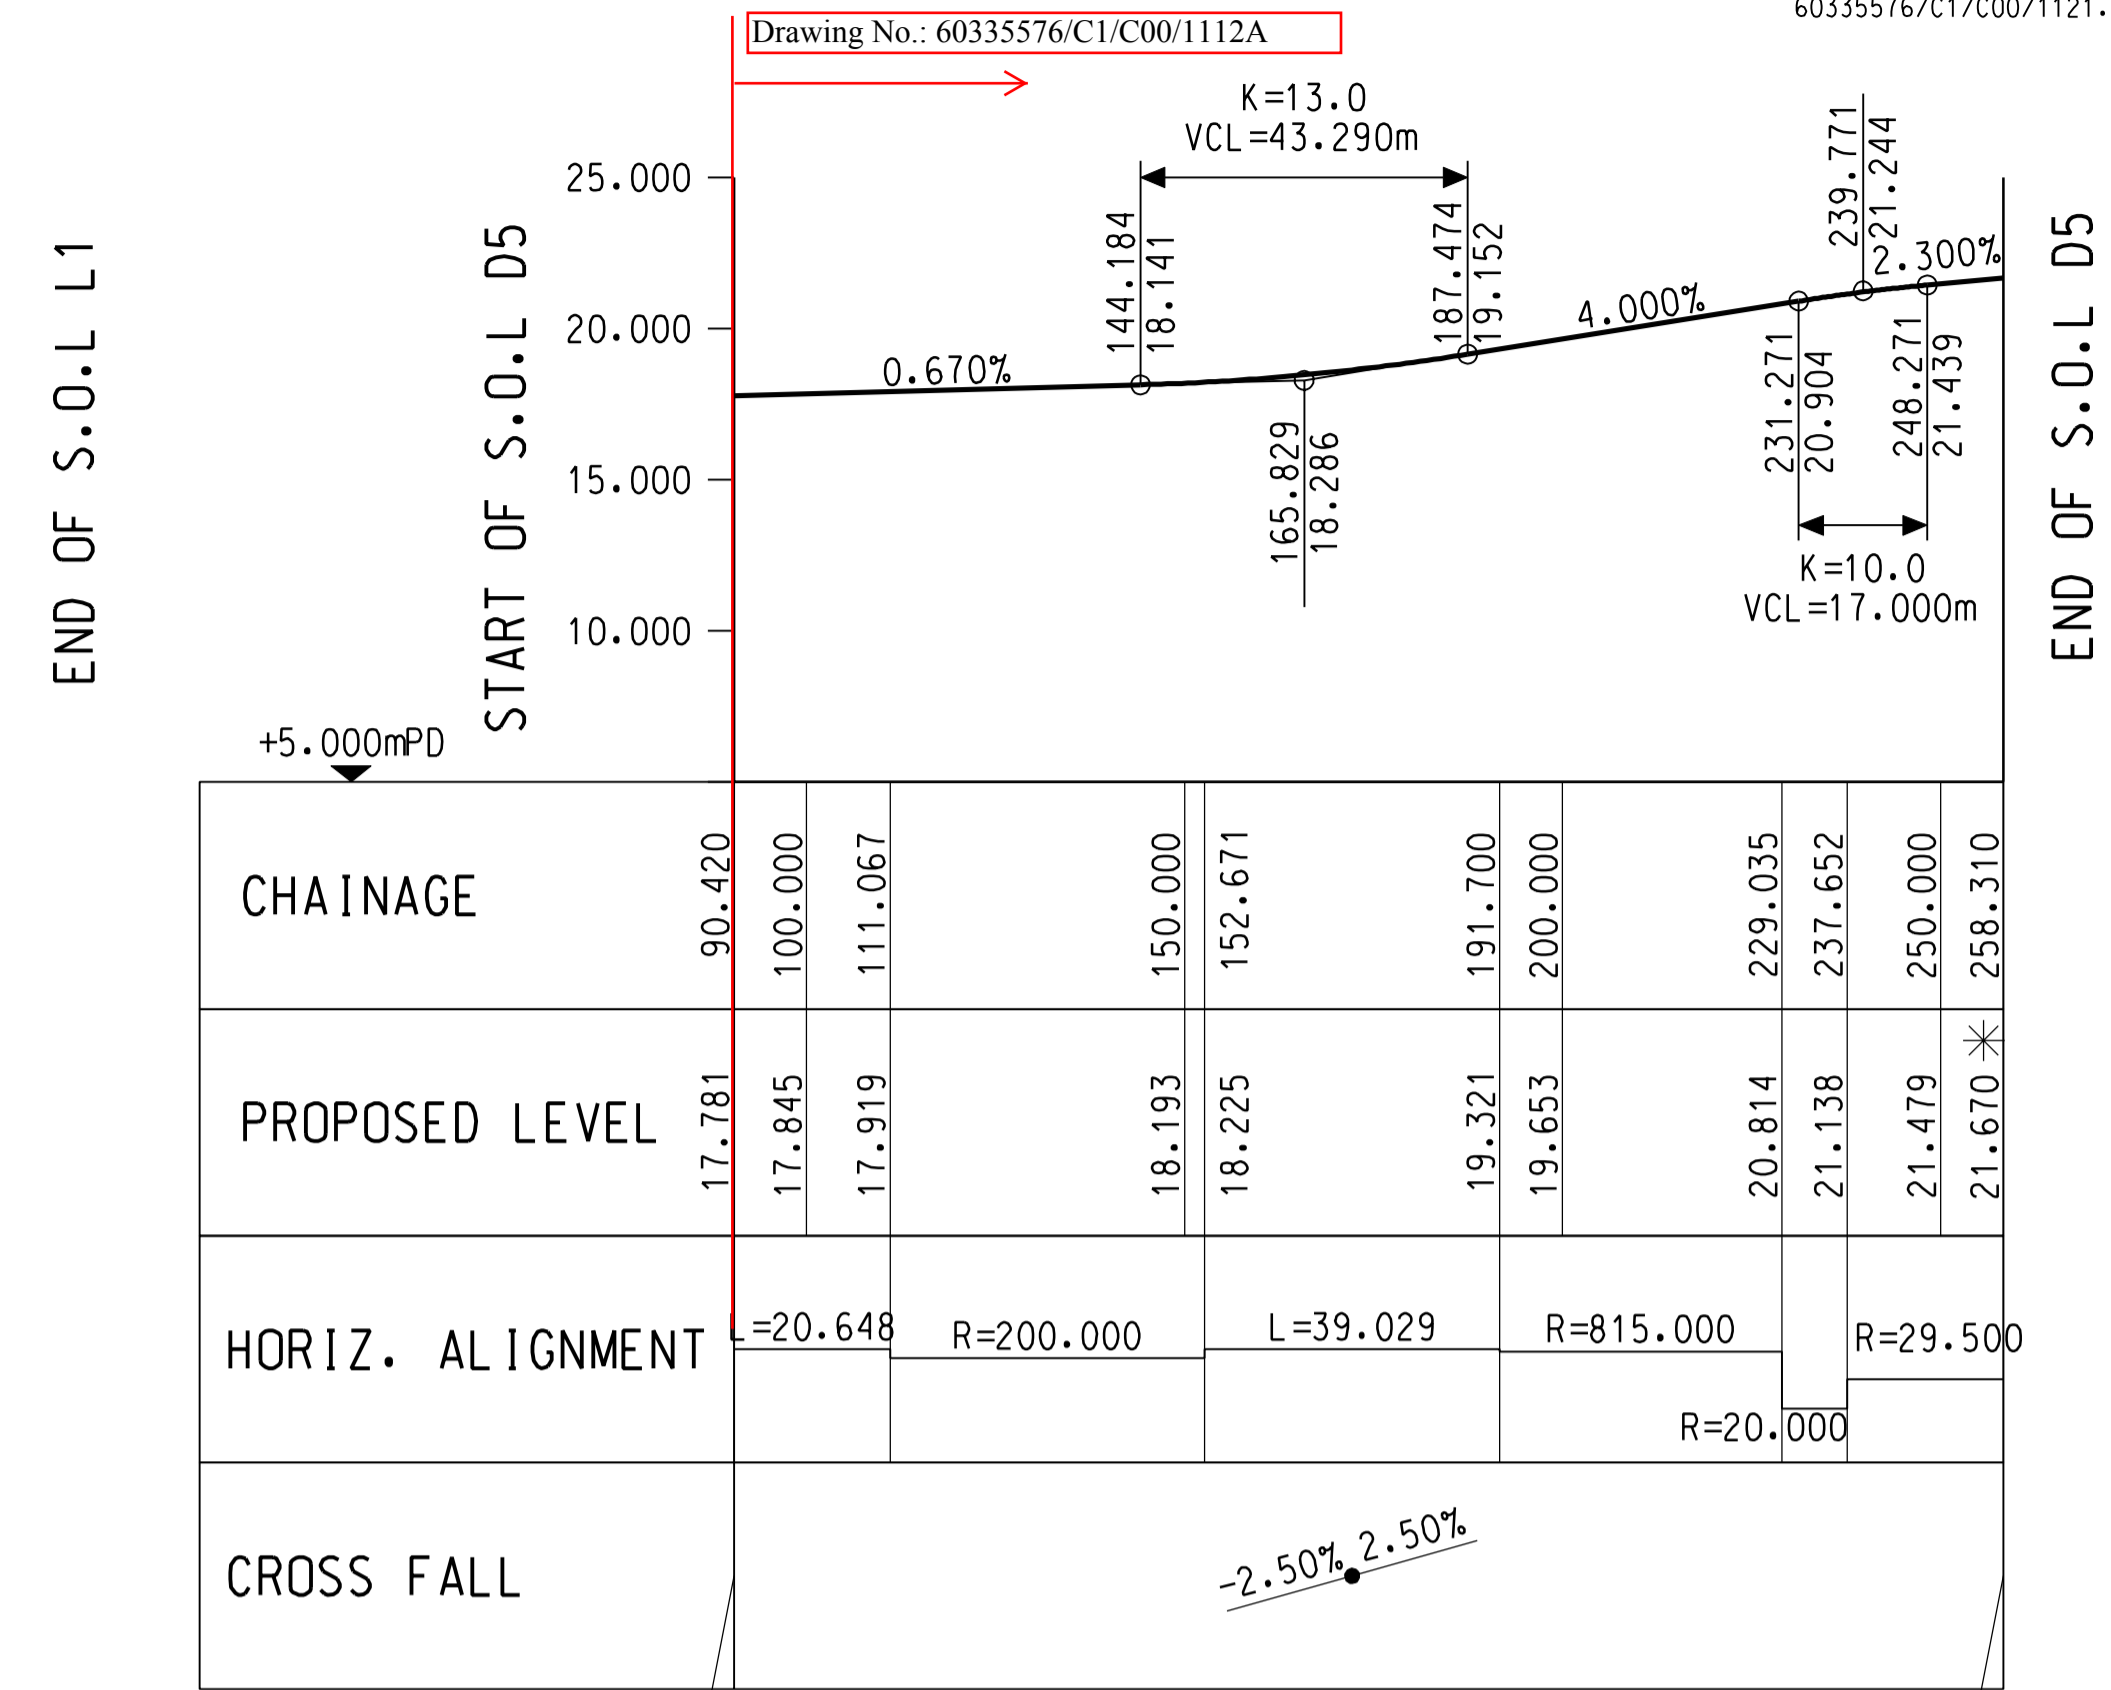 60335576/C1/C00/1121.
Drawing No.: 60335576/C1/C00/1112A
K=13.0
VCL=43.290m
END OF S.O.L L1
START OF S.O.L D5
25.000
20.000
15.000
10.000
0.670%
144.184
18.141
165.829
18.286
187.474
19.152
4.000%
231.271
20.904
239.771
21.244
248.271
21.439
2.300%
K=10.0
VCL=17.000m
END OF S.O.L D5
+5.000mPD
CHAINAGE
90.420
100.000
111.067
150.000
152.671
191.700
200.000
229.035
237.652
250.000
258.310
PROPOSED LEVEL
17.781
17.845
17.919
18.193
18.225
19.321
19.653
20.814
21.138
21.479
21.670 *
HORIZ. ALIGNMENT
L=20.648
R=200.000
L=39.029
R=815.000
R=20.000
R=29.500
CROSS FALL
-2.50% 2.50%